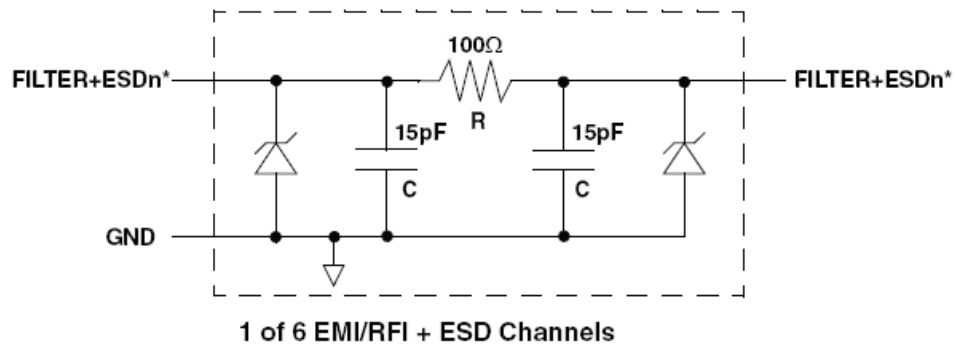 100Ω
FILTER+ESDn*
FILTER+ESDn*
R
15pF
15pF
C
C
GND
1 of 6 EMI/RFI + ESD Channels